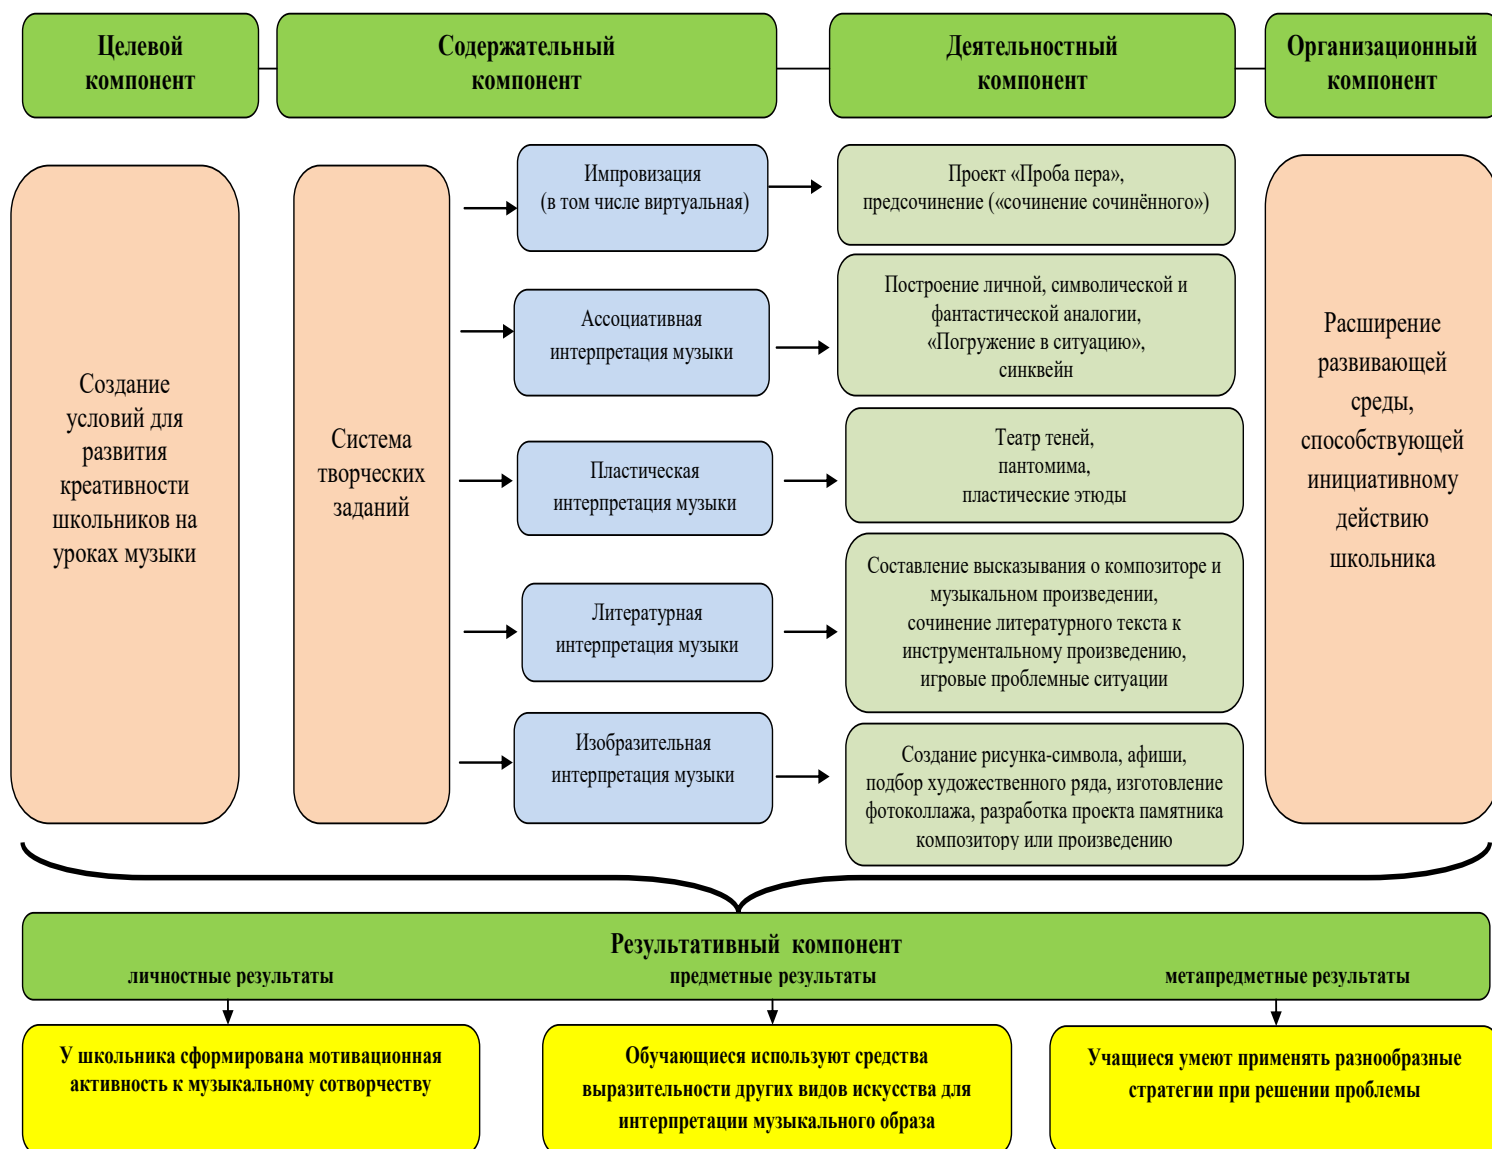 Целевой
компонент
Содержательный
компонент
Деятельностный
компонент
Организационный
компонент
Создание
условий для
развития
креативности
школьников на
уроках музыки
Система
творческих
заданий
Импровизация
(в том числе виртуальная)
Ассоциативная
интерпретация музыки
Пластическая
интерпретация музыки
Литературная
интерпретация музыки
Изобразительная
интерпретация музыки
Проект «Проба пера»,
предсочинение («сочинение сочинённого»)
Построение личной, символической и
фантастической аналогии,
«Погружение в ситуацию»,
синквейн
Театр теней,
пантомима,
пластические этюды
Составление высказывания о композиторе и
музыкальном произведении,
сочинение литературного текста к
инструментальному произведению,
игровые проблемные ситуации
Создание рисунка-символа, афиши,
подбор художественного ряда, изготовление
фотоколлажа, разработка проекта памятника
композитору или произведению
Расширение
развивающей
среды,
способствующей
инициативному
действию
школьника
Результативный компонент
личностные результаты
предметные результаты
метапредметные результаты
У школьника сформирована мотивационная
активность к музыкальному сотворчеству
Обучающиеся используют средства
выразительности других видов искусства для
интерпретации музыкального образа
Учащиеся умеют применять разнообразные
стратегии при решении проблемы